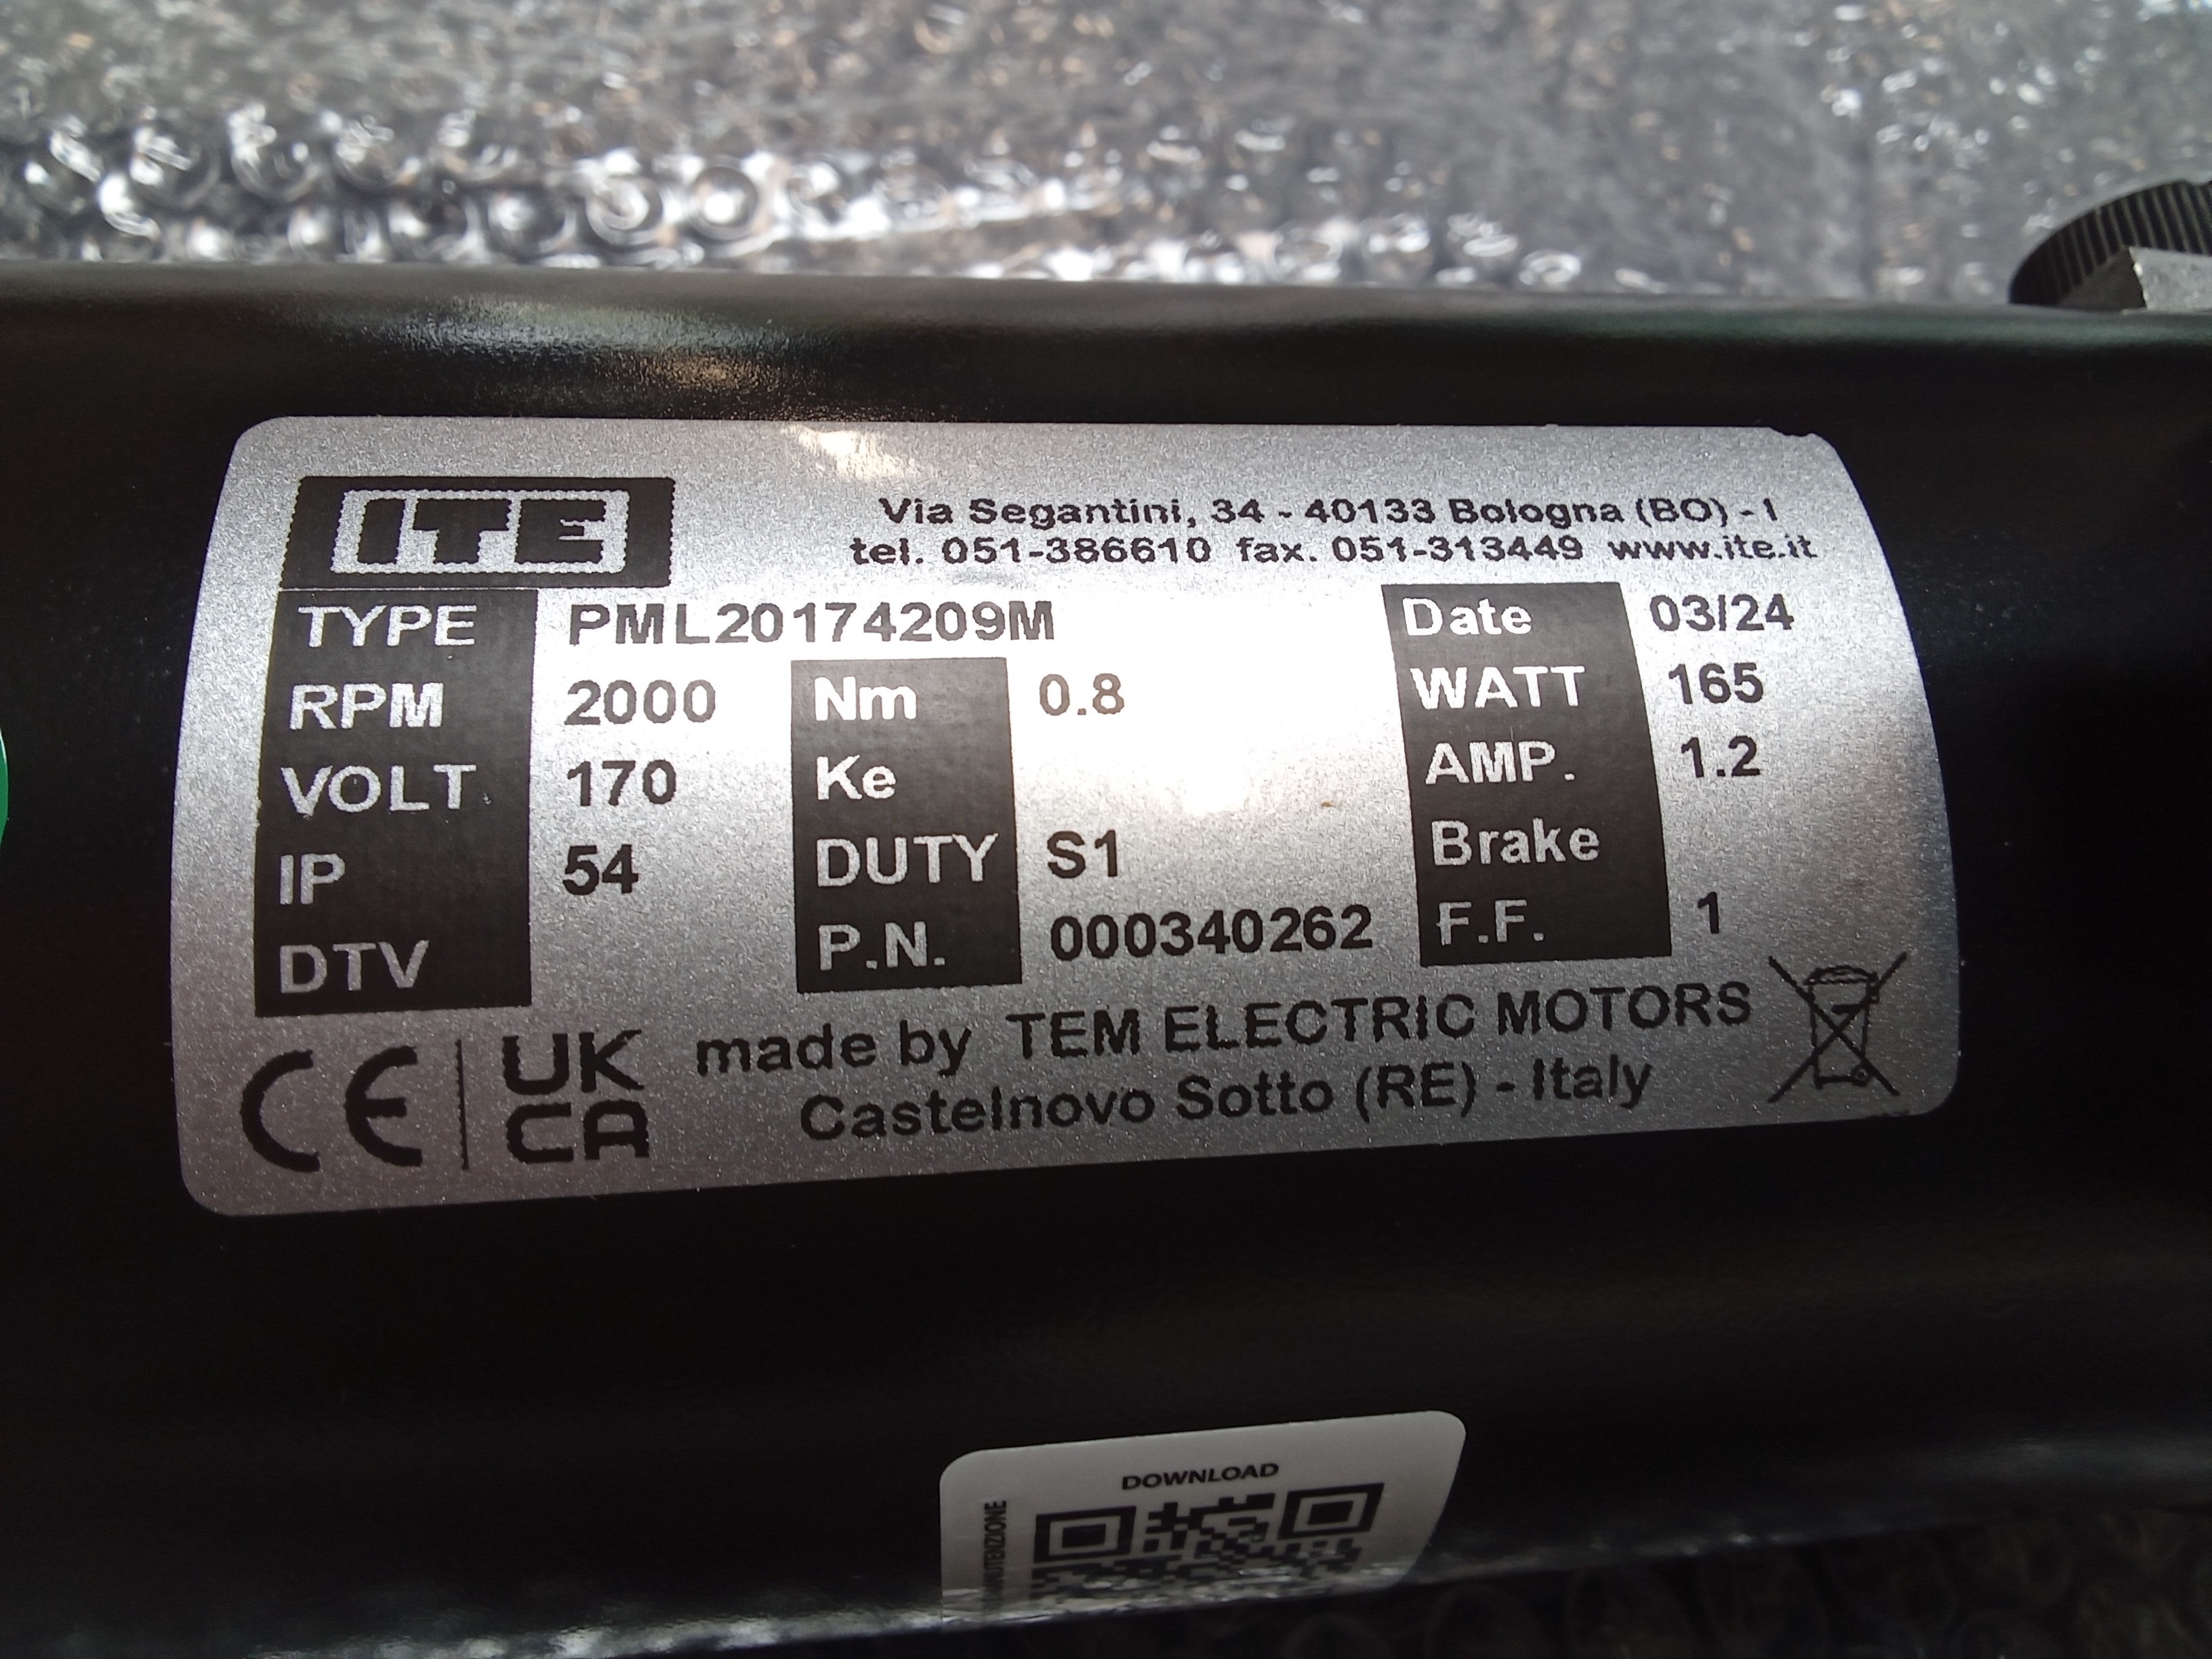 ITE
Via Segantini, 34 - 40133 Bologna (BO) - I
tel. 051-386610 fax. 051-313449 www.ite.it
TYPE PML20174209M Date 03/24
RPM 2000 Nm 0.8 WATT 165
VOLT 170 Ke AMP. 1.2
IP 54 DUTY S1 Brake
DTV P.N. 000340262 F.F. 1
CE UK
CA
made by TEM ELECTRIC MOTORS
Castelnovo Sotto (RE) - Italy
DOWNLOAD